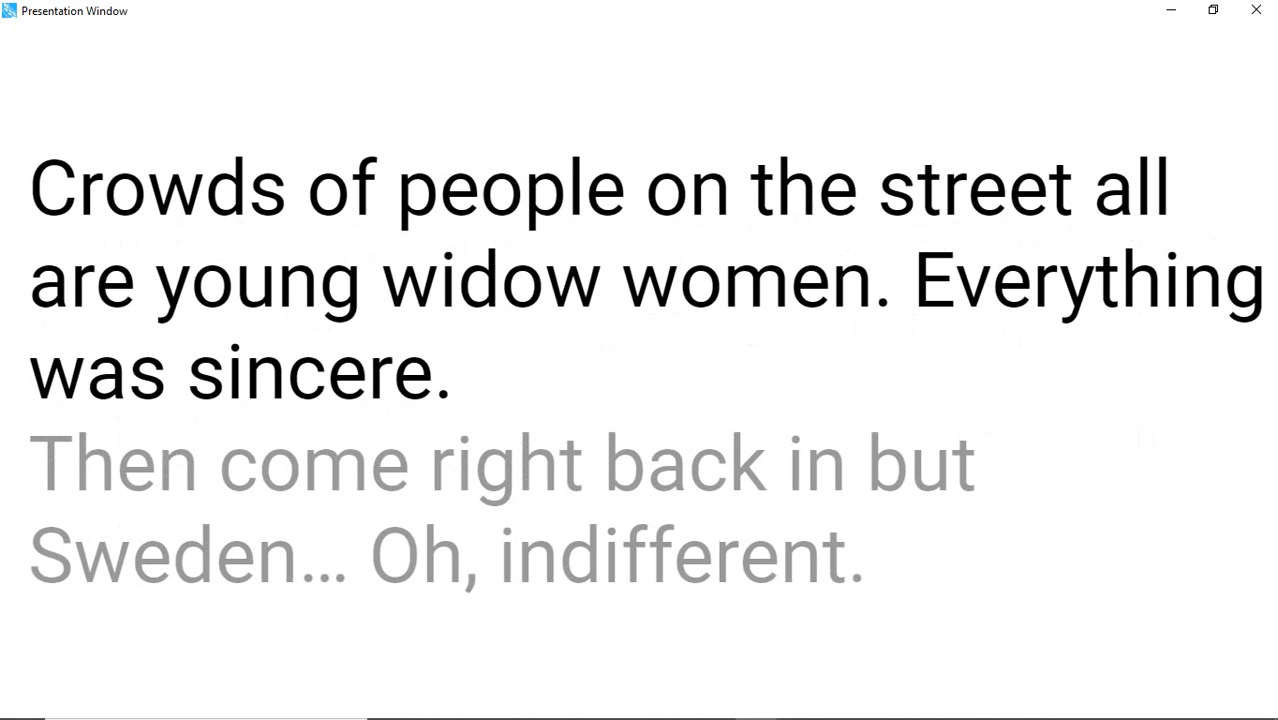 Presentation Window
Crowds of people on the street all
are young widow women. Everything
was sincere.
Then come right back in but
Sweden... Oh, indifferent.